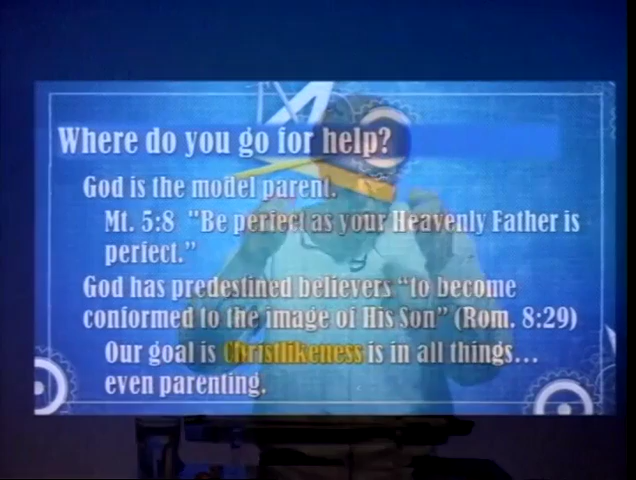 Where do you go for help?
God is the model parent.
Mt. 5:8 "Be perfect as your Heavenly Father is
perfect."
God has predestined believers "to become
conformed to the image of His Son" (Rom. 8:29)
Our goal is Christlikeness is in all things...
even parenting.